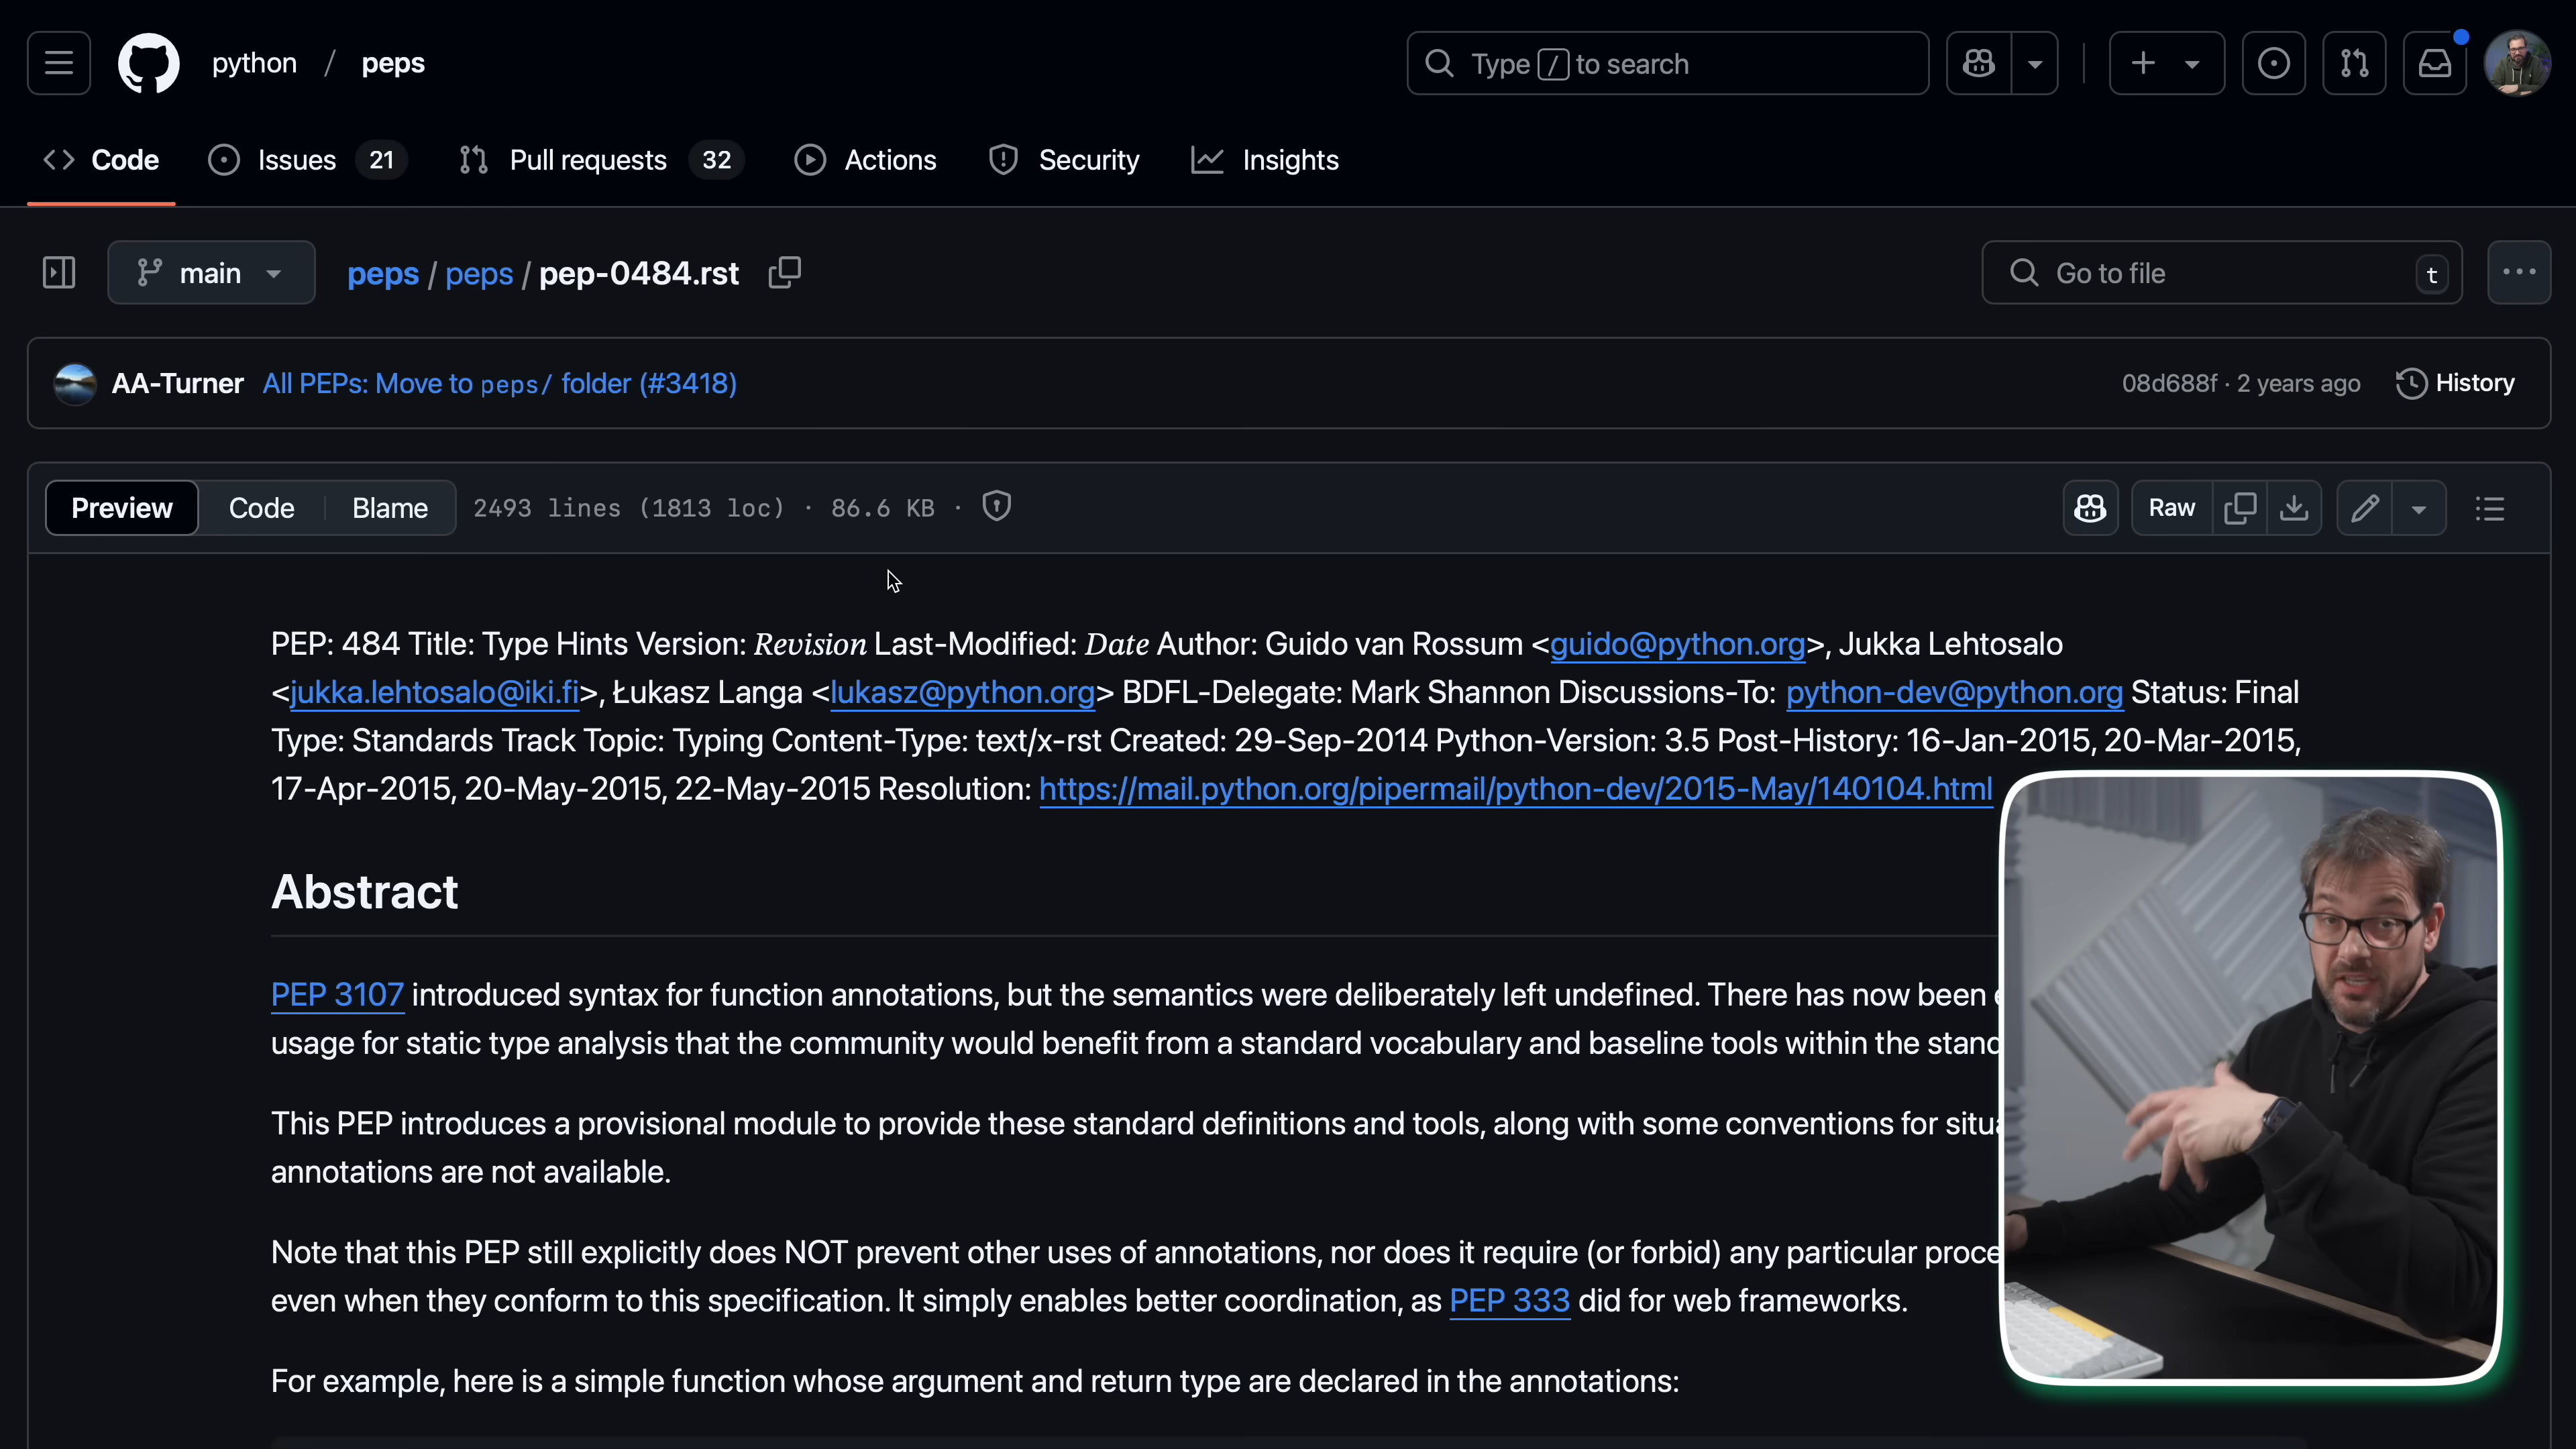 python / peps
Type / to search
Code
Issues 21
Pull requests 32
Actions
Security
Insights
main
peps / peps / pep-0484.rst
Go to file
t
AA-Turner All PEPs: Move to peps/ folder (#3418)
08d688f · 2 years ago
History
Preview
Code
Blame
2493 lines (1813 loc) · 86.6 KB ·
Raw
PEP: 484 Title: Type Hints Version: Revision Last-Modified: Date Author: Guido van Rossum <guido@python.org>, Jukka Lehtosalo
<jukka.lehtosalo@iki.fi>, Łukasz Langa <lukasz@python.org> BDFL-Delegate: Mark Shannon Discussions-To: python-dev@python.org Status: Final
Type: Standards Track Topic: Typing Content-Type: text/x-rst Created: 29-Sep-2014 Python-Version: 3.5 Post-History: 16-Jan-2015, 20-Mar-2015,
17-Apr-2015, 20-May-2015, 22-May-2015 Resolution: https://mail.python.org/pipermail/python-dev/2015-May/140104.html
Abstract
PEP 3107 introduced syntax for function annotations, but the semantics were deliberately left undefined. There has now been
usage for static type analysis that the community would benefit from a standard vocabulary and baseline tools within the
This PEP introduces a provisional module to provide these standard definitions and tools, along with some conventions for
annotations are not available.
Note that this PEP still explicitly does NOT prevent other uses of annotations, nor does it require (or forbid) any particular
even when they conform to this specification. It simply enables better coordination, as PEP 333 did for web frameworks.
For example, here is a simple function whose argument and return type are declared in the annotations: